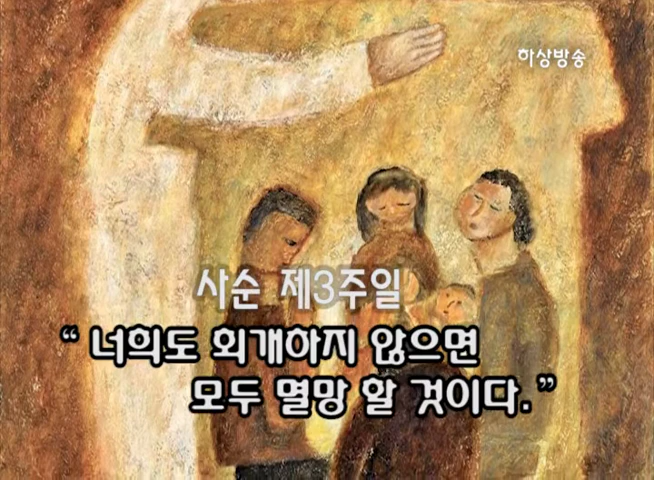 하상방송
사순 제3주일
“ 너희도 회개하지 않으면
모두 멸망 할 것이다.”